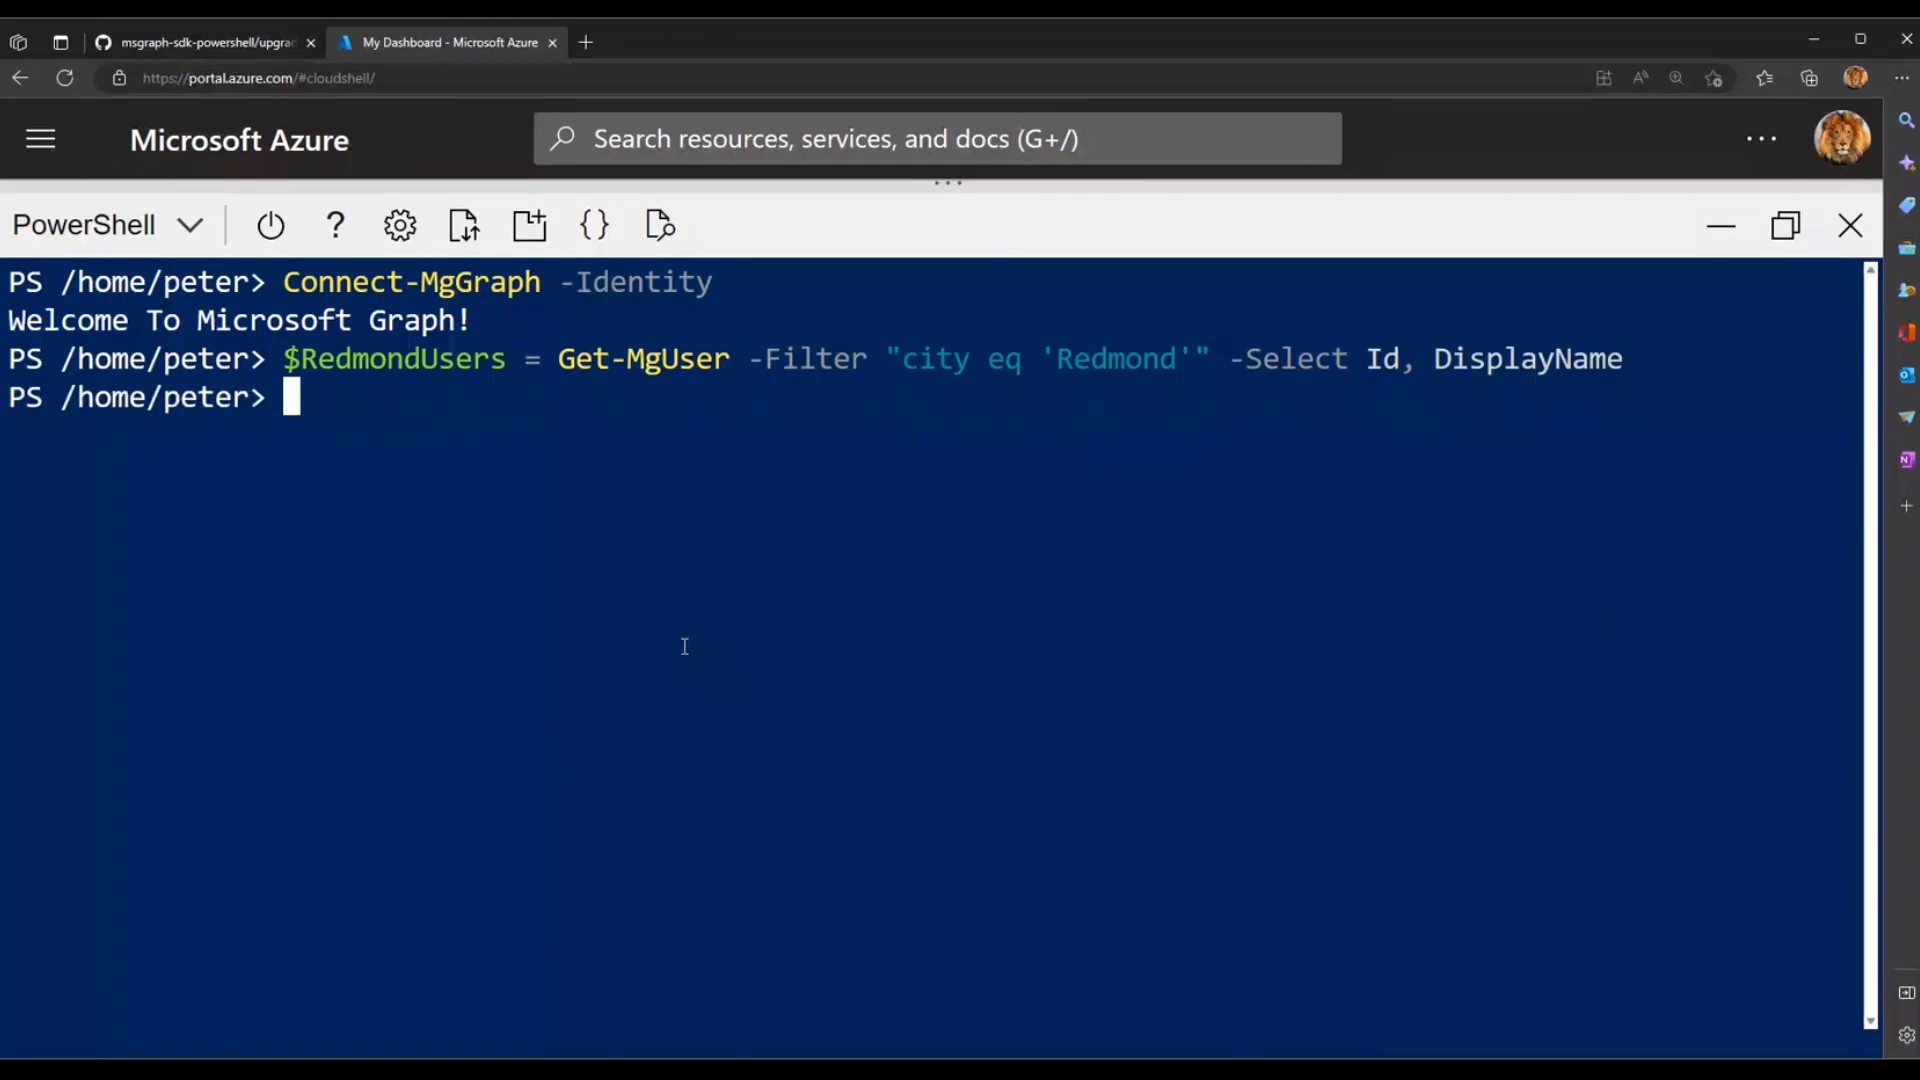 msgraph-sdk-powershell/upgrad
My Dashboard - Microsoft Azure
https://portal.azure.com/#cloudshell/
Microsoft Azure
Search resources, services, and docs (G+/)
PowerShell
PS /home/peter> Connect-MgGraph -Identity
Welcome To Microsoft Graph!
PS /home/peter> $RedmondUsers = Get-MgUser -Filter "city eq 'Redmond'" -Select Id, DisplayName
PS /home/peter>